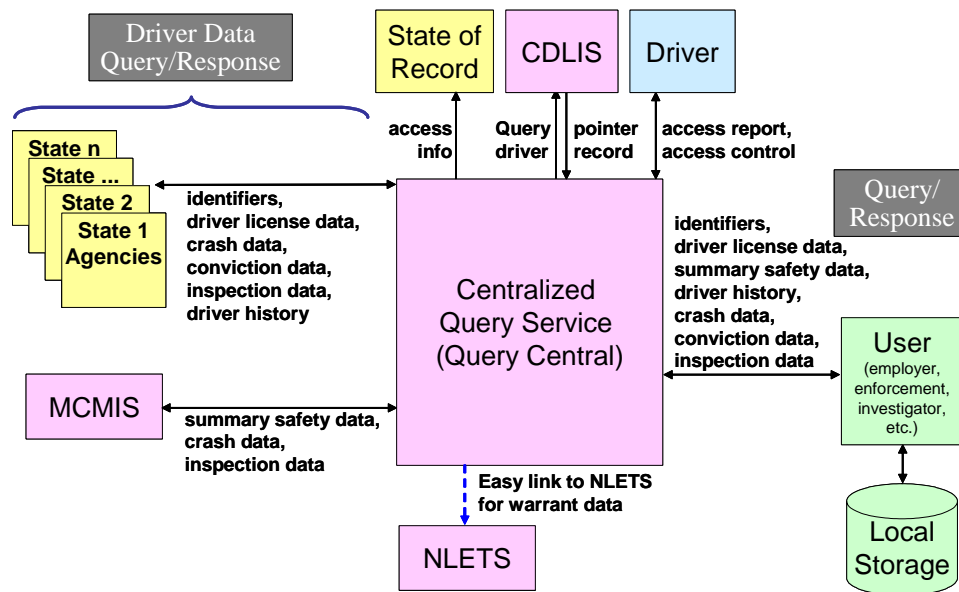 Driver Data
Query/Response
State of
Record
CDLIS
Driver
access
info
Query
driver
pointer
record
access report,
access control
State n
State ...
State 2
State 1
Agencies
identifiers,
driver license data,
crash data,
conviction data,
inspection data,
driver history
Query/
Response
identifiers,
driver license data,
summary safety data,
driver history,
crash data,
conviction data,
inspection data
Centralized
Query Service
(Query Central)
User
(employer,
enforcement,
investigator,
etc.)
MCMIS
summary safety data,
crash data,
inspection data
Easy link to NLETS
for warrant data
NLETS
Local
Storage